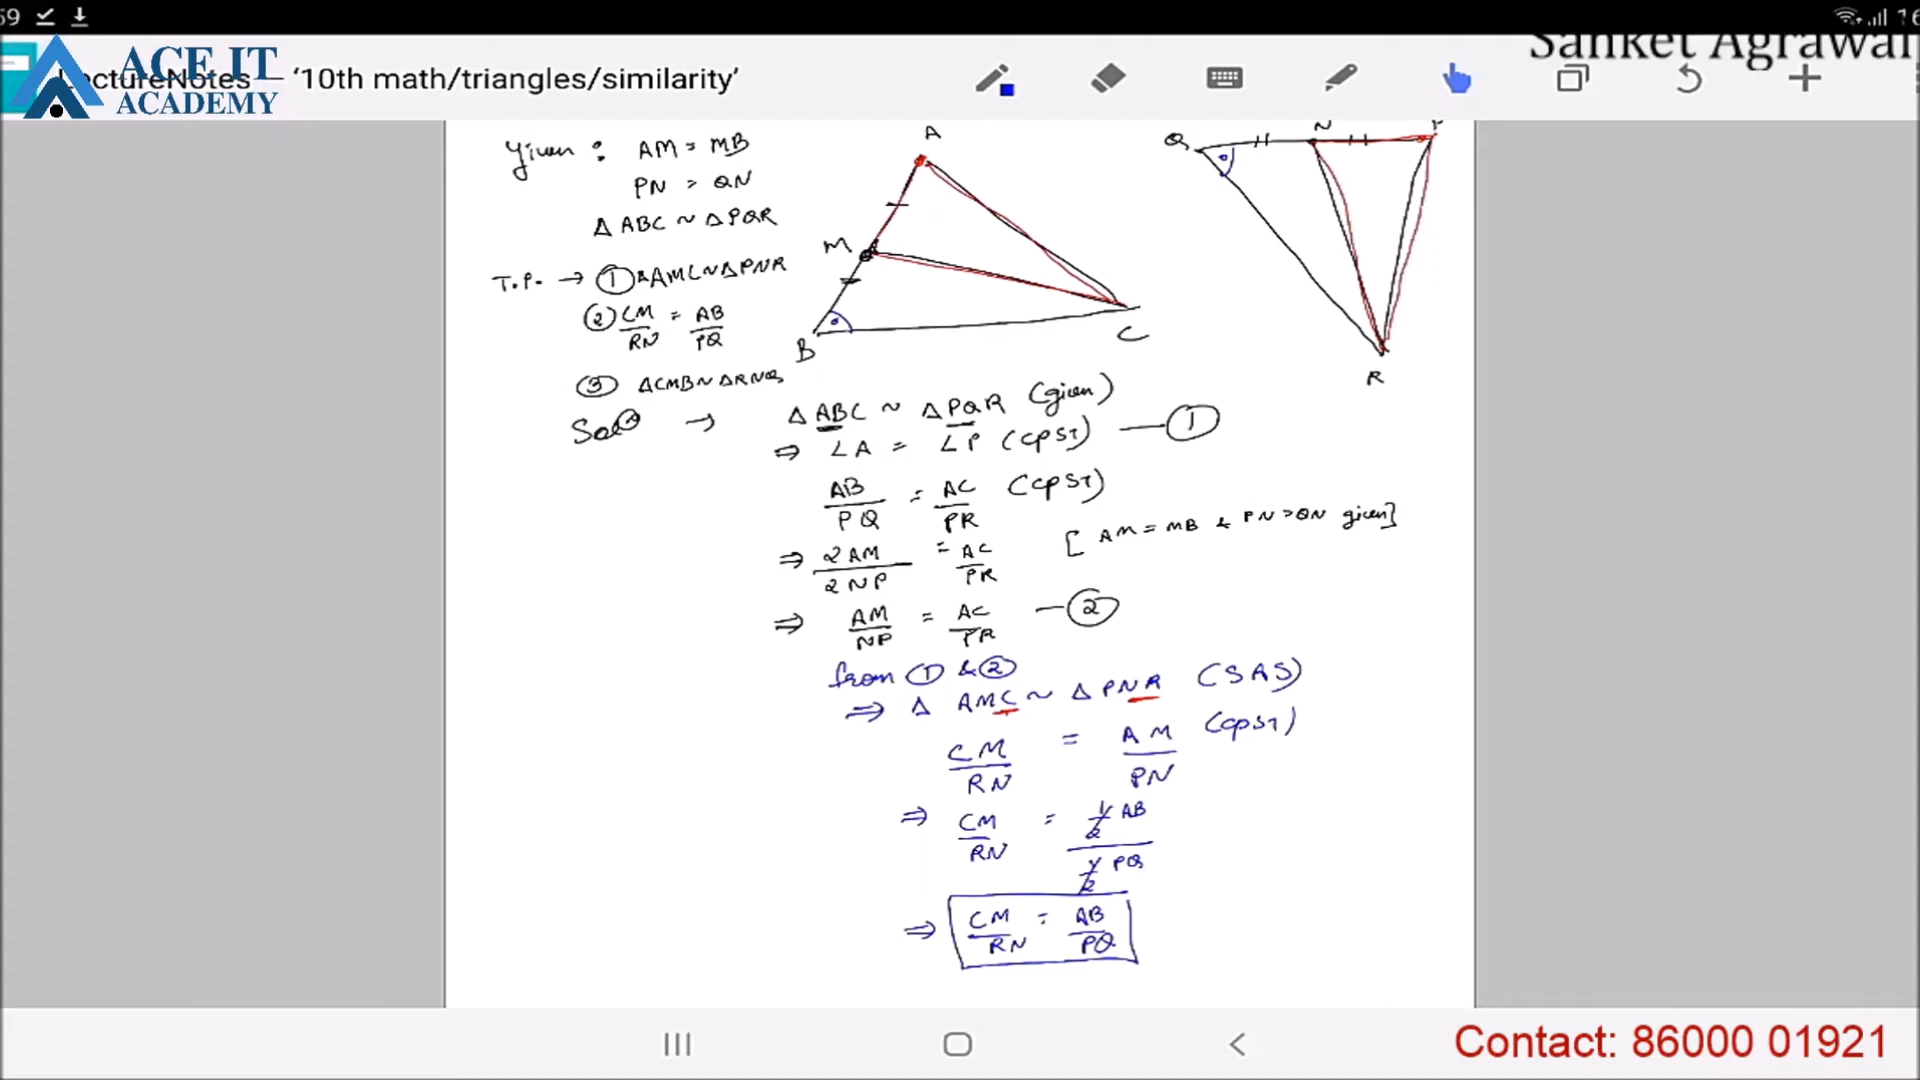 59
16
Sanket Agrawal
ACE IT
ACADEMY
LectureNotes – ‘10th math/triangles/similarity’
Given : AM = MB
PN = QN
Δ ABC ~ Δ PQR
T.P. → ① ΔAMC~ΔPNR
② CM/RN = AB/PQ
③ ΔCMB~ΔRNQ
A
M
B
C
Q
N
P
R
→ Δ ABC ~ Δ PQR (given)
⇒ ∠A = ∠P (CPST) — ①
AB/PQ = AC/PR (CPST)
⇒ 2AM/2NP = AC/PR [AM = MB & PN = QN given]
⇒ AM/NP = AC/PR — ②
from ① & ②
⇒ Δ AMC ~ Δ PNR (SAS)
CM/RN = AM/PN (CPST)
⇒ CM/RN = 1/2 AB / 1/2 PQ
⇒ CM/RN = AB/PQ
Contact: 86000 01921